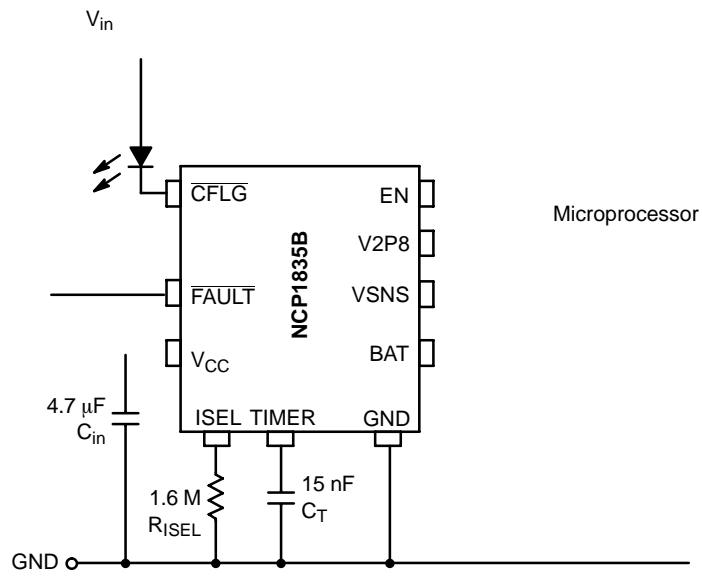 V_in
CFLG
EN
V2P8
Microprocessor
NCP1835B
FAULT
VSNS
V_CC
BAT
4.7 μF
C_in
ISEL TIMER GND
1.6 M
R_ISEL
15 nF
C_T
GND